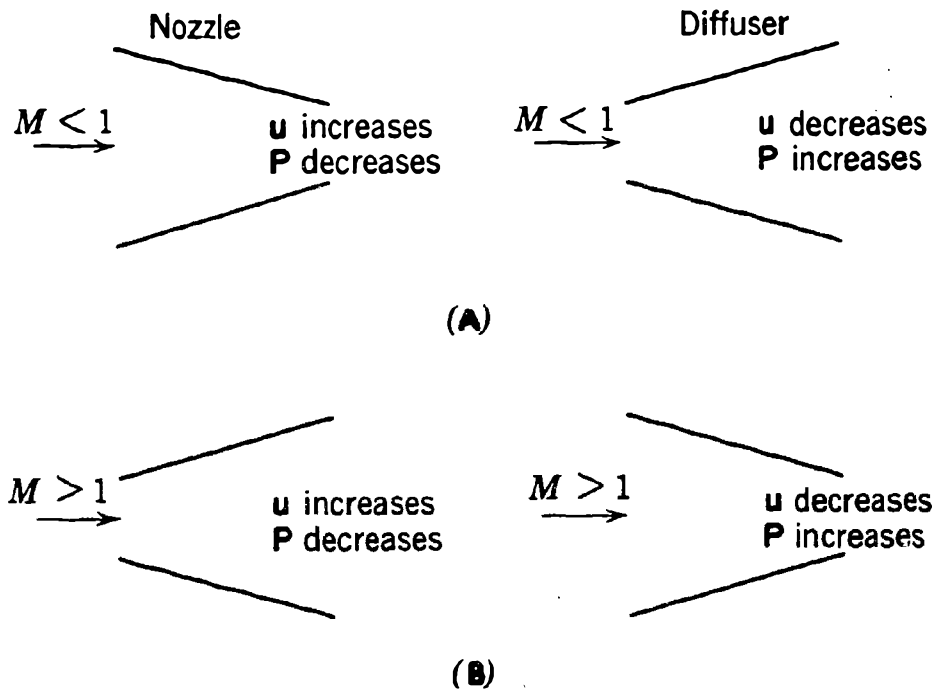 Nozzle
Diffuser
M < 1
u increases
P decreases
M < 1
u decreases
P increases
(A)
M > 1
u increases
P decreases
M > 1
u decreases
P increases
(B)